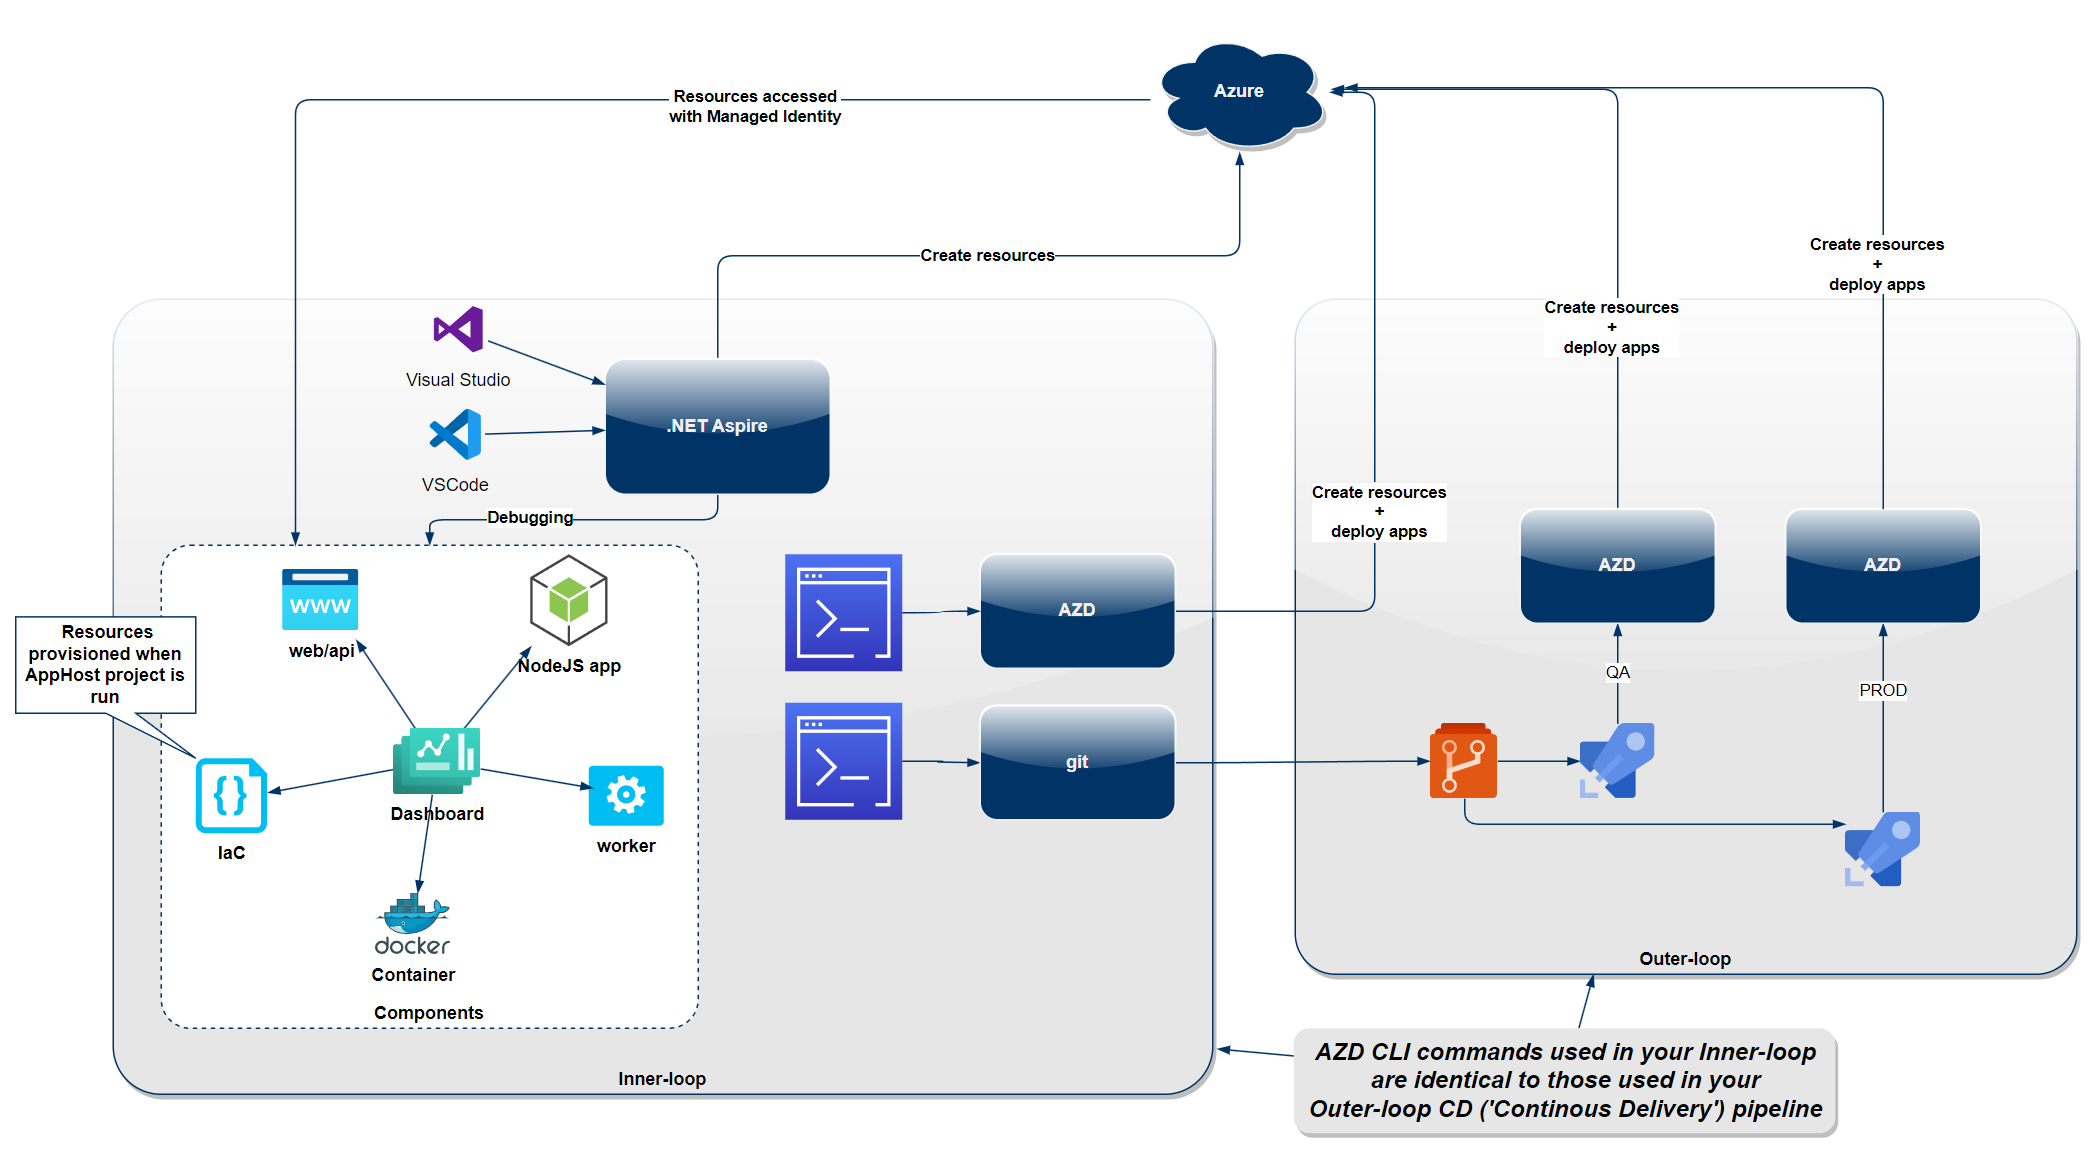 Azure
Resources accessed
with Managed Identity
Create resources
Create resources
+
deploy apps
Create resources
+
deploy apps
Visual Studio
.NET Aspire
VSCode
Debugging
Create resources
+
deploy apps
AZD
AZD
AZD
www
web/api
NodeJS app
Resources
provisioned when
AppHost project is
run
QA
PROD
git
Dashboard
IaC
worker
docker
Container
Components
Outer-loop
Inner-loop
AZD CLI commands used in your Inner-loop
are identical to those used in your
Outer-loop CD ('Continous Delivery') pipeline